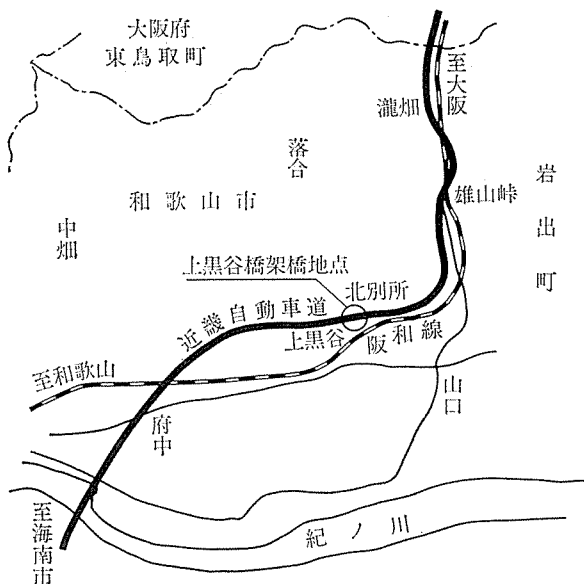 大阪府
東鳥取町
至大阪
瀧畑
落合
岩出町
和歌山市
雄山峠
中畑
上黒谷橋架橋地点
北別所
近畿自動車道
上黒谷
阪和線
至和歌山
山口
府中
紀ノ川
至海南市